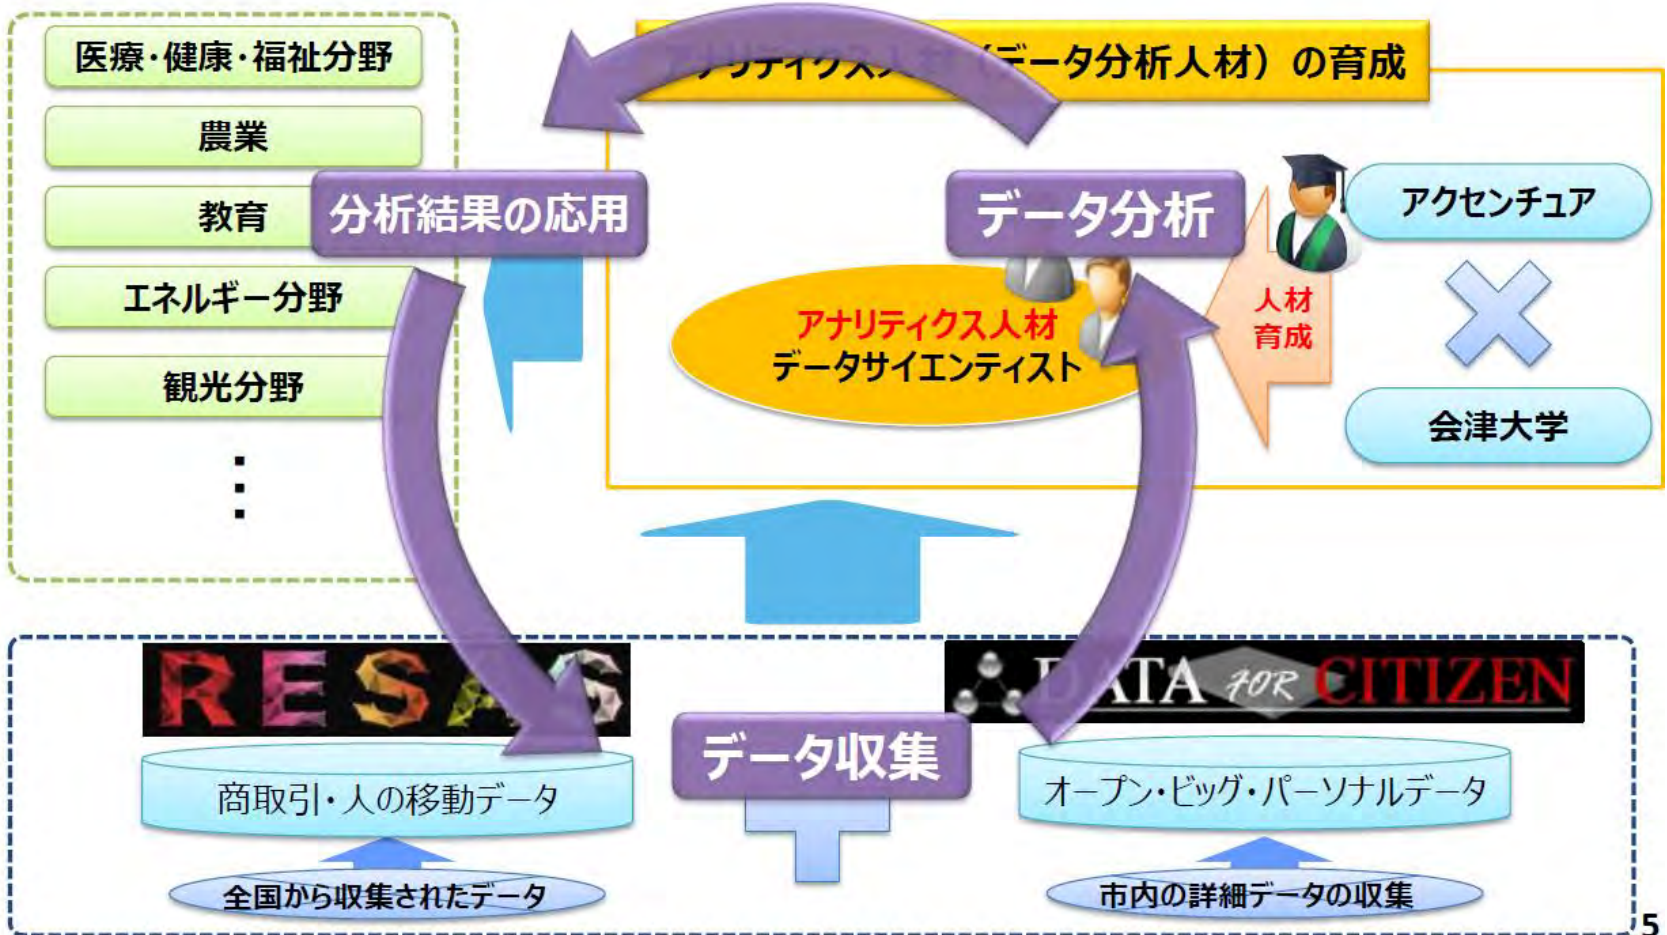 医療・健康・福祉分野
農業
教育
エネルギー分野
観光分野
アナリティクス人材（データ分析人材）の育成
分析結果の応用
データ分析
アナリティクス人材
データサイエンティスト
人材
育成
アクセンチュア
会津大学
RESAS
DATA FOR CITIZEN
データ収集
商取引・人の移動データ
オープン・ビッグ・パーソナルデータ
全国から収集されたデータ
市内の詳細データの収集
5